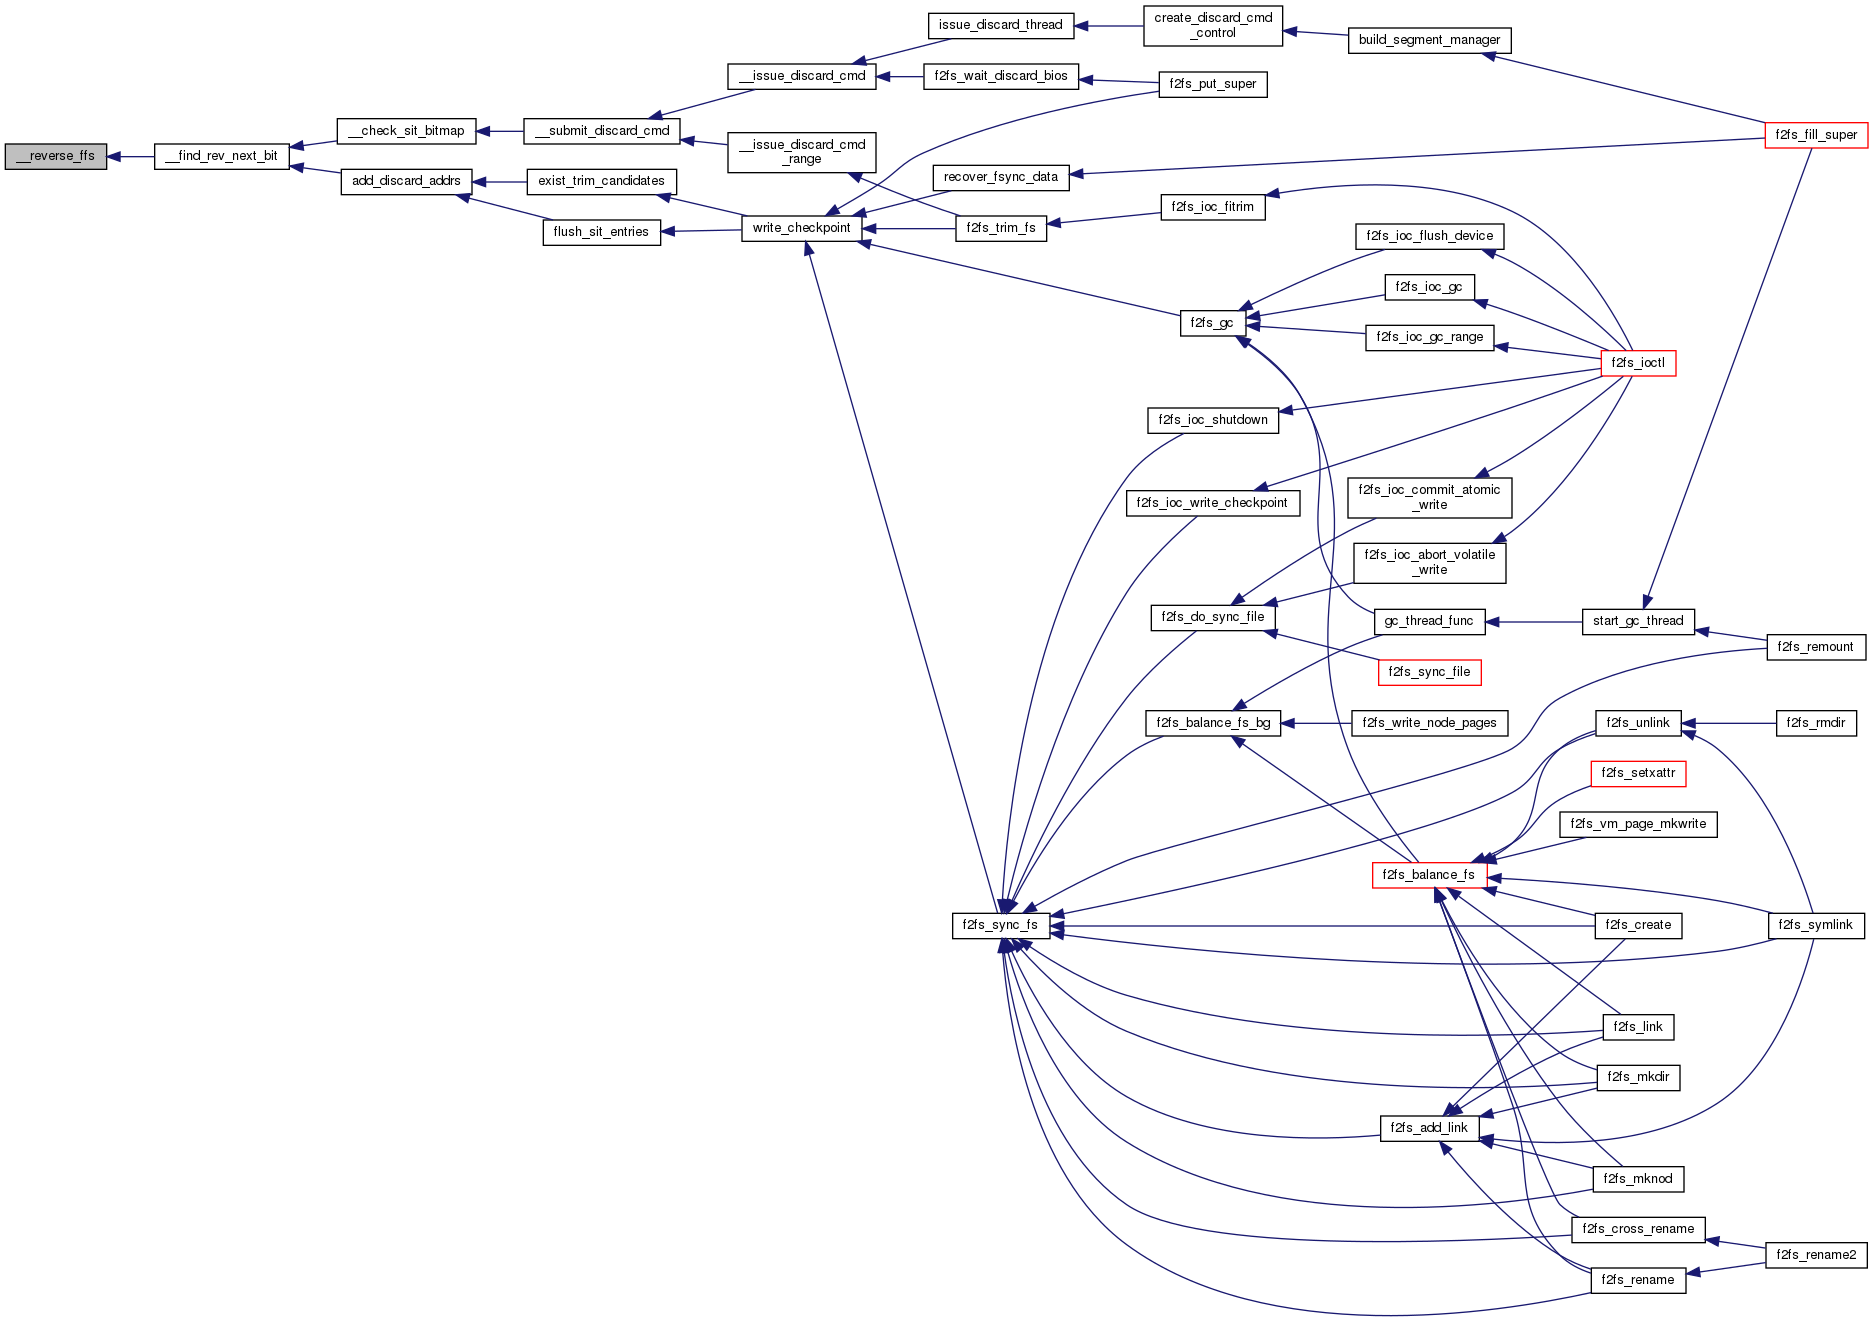 __reverse_ffs
__find_rev_next_bit
__check_sit_bitmap
add_discard_addrs
__submit_discard_cmd
exist_trim_candidates
flush_sit_entries
__issue_discard_cmd
__issue_discard_cmd
_range
write_checkpoint
issue_discard_thread
f2fs_wait_discard_bios
recover_fsync_data
f2fs_trim_fs
f2fs_sync_fs
create_discard_cmd
_control
f2fs_put_super
f2fs_ioc_fitrim
f2fs_gc
f2fs_ioc_shutdown
f2fs_ioc_write_checkpoint
f2fs_do_sync_file
f2fs_balance_fs_bg
build_segment_manager
f2fs_ioc_flush_device
f2fs_ioc_gc
f2fs_ioc_gc_range
f2fs_ioc_commit_atomic
_write
f2fs_ioc_abort_volatile
_write
gc_thread_func
f2fs_sync_file
f2fs_write_node_pages
f2fs_balance_fs
f2fs_add_link
f2fs_ioctl
start_gc_thread
f2fs_unlink
f2fs_setxattr
f2fs_vm_page_mkwrite
f2fs_create
f2fs_link
f2fs_mkdir
f2fs_mknod
f2fs_cross_rename
f2fs_rename
f2fs_fill_super
f2fs_remount
f2fs_rmdir
f2fs_symlink
f2fs_rename2